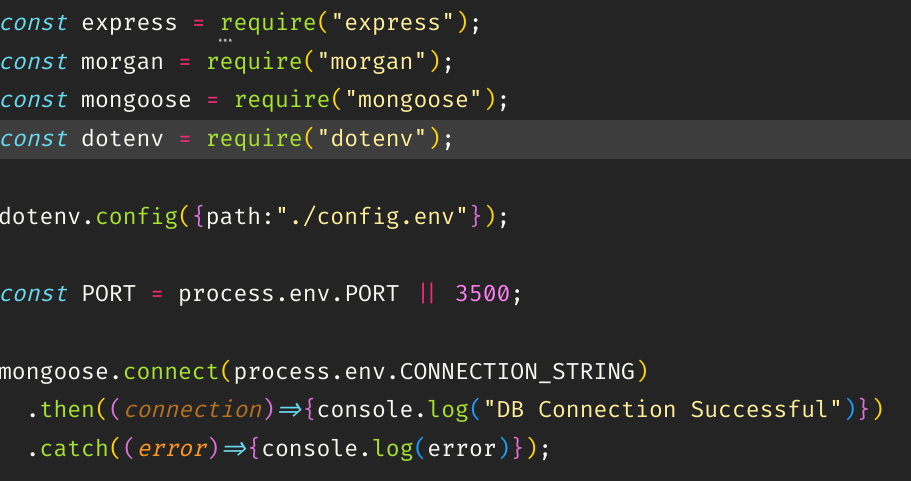 const express = require("express");
const morgan = require("morgan");
const mongoose = require("mongoose");
const dotenv = require("dotenv");
dotenv.config({path:"./config.env"});
const PORT = process.env.PORT || 3500;
mongoose.connect(process.env.CONNECTION_STRING)
.then((connection)=>{console.log("DB Connection Successful")})
.catch((error)=>{console.log(error)});